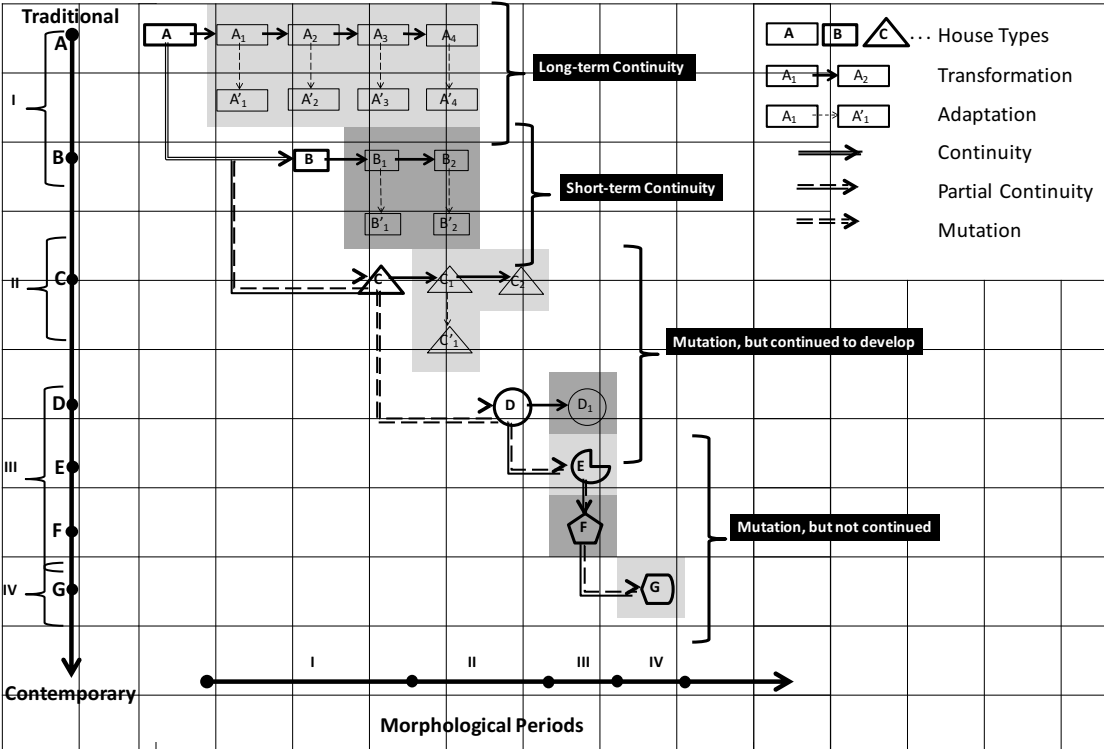 Traditional
A
A
A₁
A₂
A₃
A₄
A'₁
A'₂
A'₃
A'₄
Long-term Continuity
I
B
B
B₁
B₂
B'₁
B'₂
Short-term Continuity
II
C
C
C₁
C₂
C'₁
Mutation, but continued to develop
III
D
D
D₁
E
E
F
F
Mutation, but not continued
IV
G
G
Contemporary
I
II
III
IV
Morphological Periods
A B C ... House Types
A₁ A₂ Transformation
A₁ A'₁ Adaptation
Continuity
Partial Continuity
Mutation